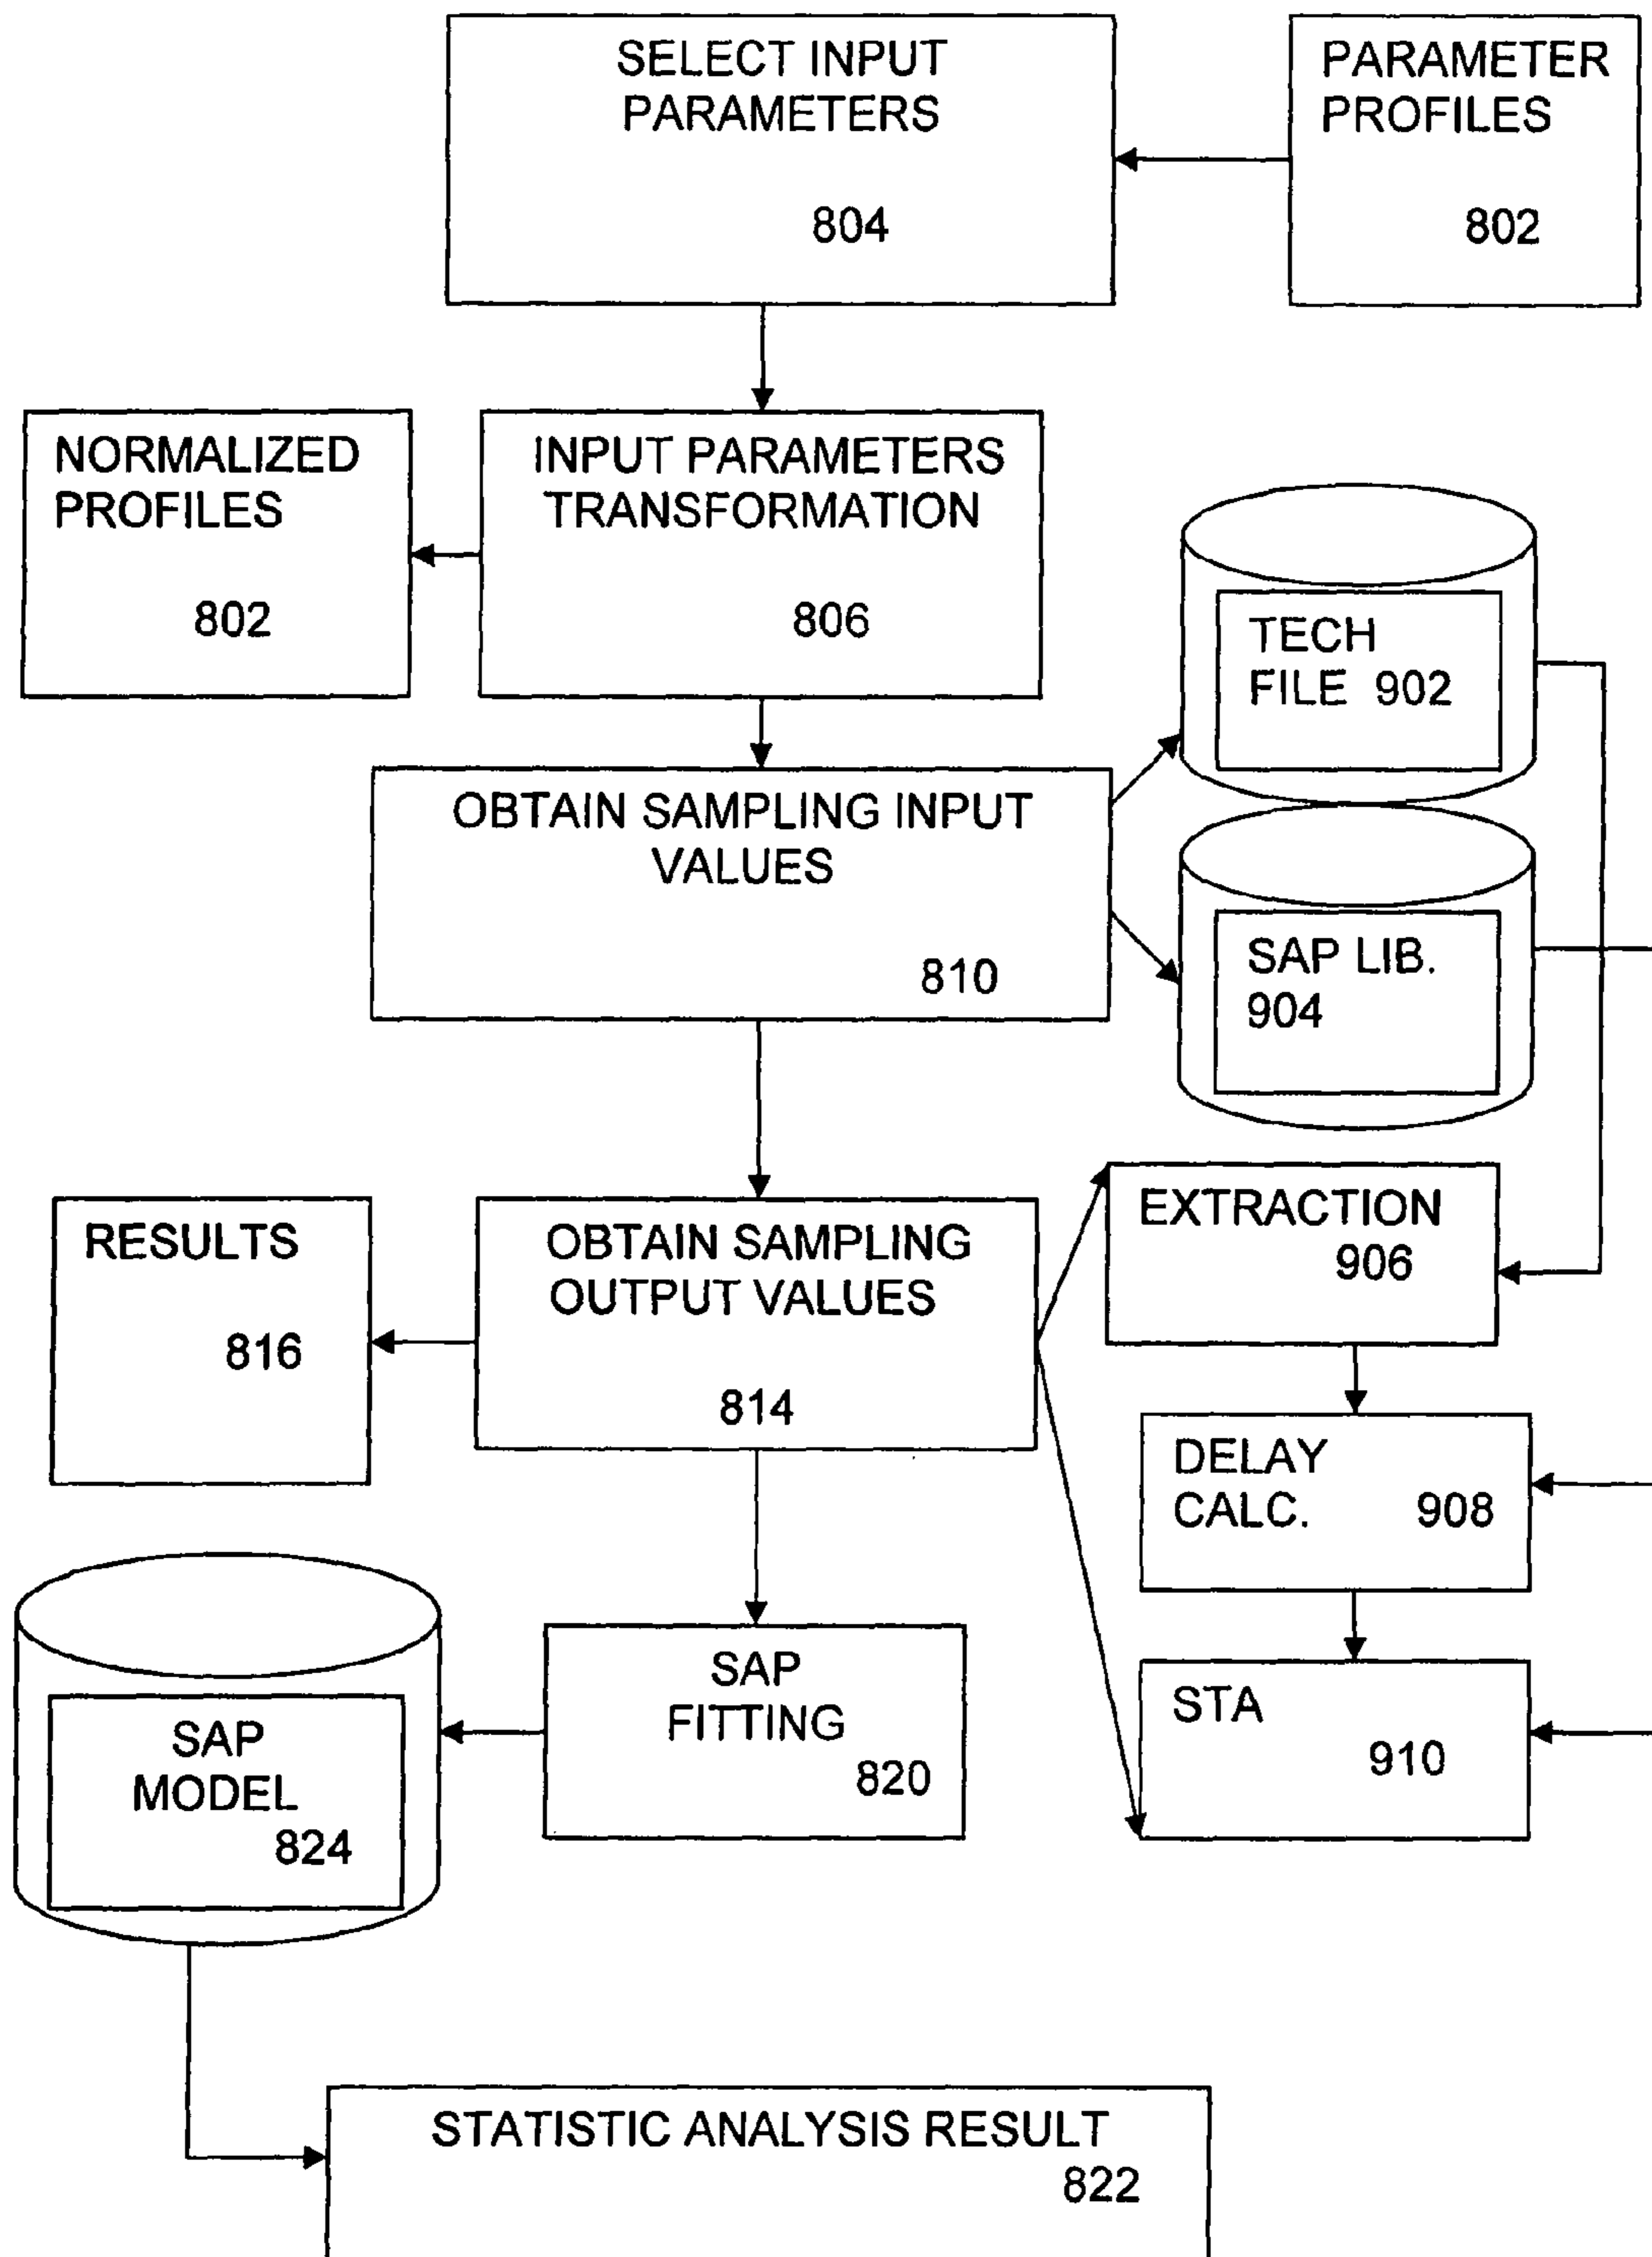 SELECT INPUT
PARAMETERS
804
PARAMETER
PROFILES
802
NORMALIZED
PROFILES
802
INPUT PARAMETERS
TRANSFORMATION
806
TECH
FILE 902
OBTAIN SAMPLING INPUT
VALUES
810
SAP LIB.
904
RESULTS
816
OBTAIN SAMPLING
OUTPUT VALUES
814
EXTRACTION
906
DELAY
CALC. 908
SAP
MODEL
824
SAP
FITTING
820
STA
910
STATISTIC ANALYSIS RESULT
822